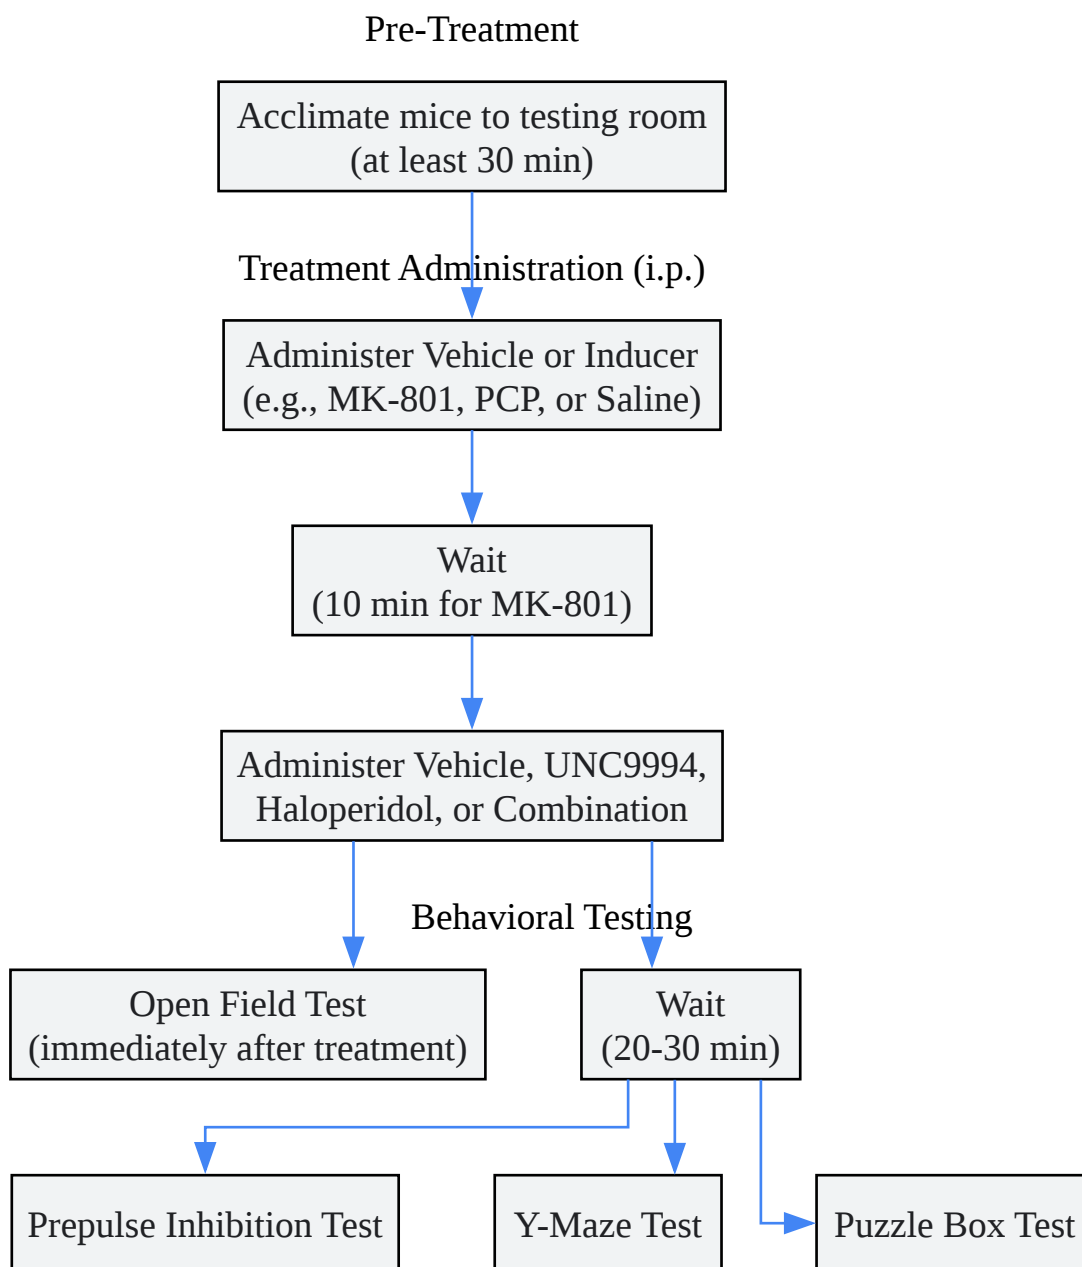 Pre-Treatment
Acclimate mice to testing room
(at least 30 min)
Treatment Administration (i.p.)
Administer Vehicle or Inducer
(e.g., MK-801, PCP, or Saline)
Wait
(10 min for MK-801)
Administer Vehicle, UNC9994,
Haloperidol, or Combination
Behavioral Testing
Open Field Test
(immediately after treatment)
Wait
(20-30 min)
Prepulse Inhibition Test
Y-Maze Test
Puzzle Box Test